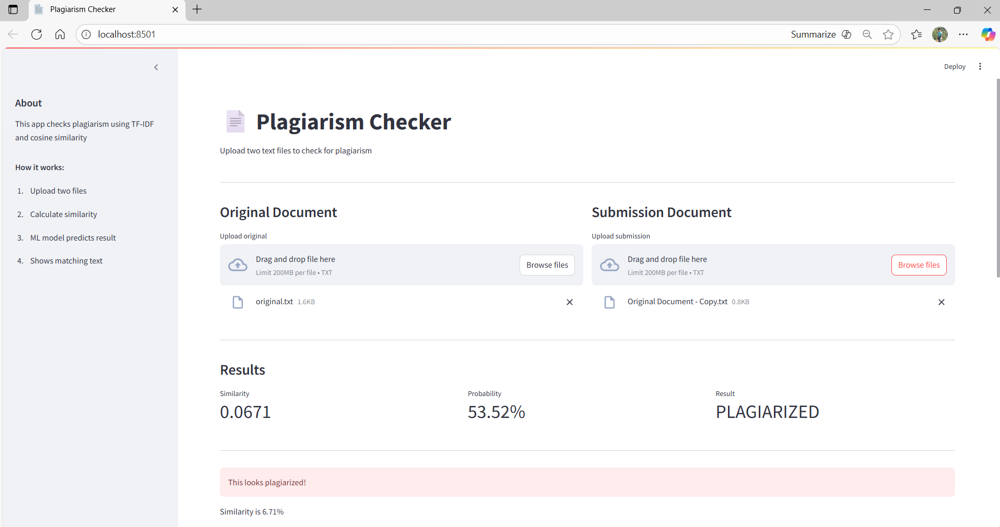 Plagiarism Checker
localhost:8501
Summarize
Deploy
About
This app checks plagiarism using TF-IDF
and cosine similarity
How it works:
1. Upload two files
2. Calculate similarity
3. ML model predicts result
4. Shows matching text
Plagiarism Checker
Upload two text files to check for plagiarism
Original Document
Upload original
Drag and drop file here
Limit 200MB per file • TXT
Browse files
original.txt 1.6KB
Submission Document
Upload submission
Drag and drop file here
Limit 200MB per file • TXT
Browse files
Original Document - Copy.txt 0.8KB
Results
Similarity
0.0671
Probability
53.52%
Result
PLAGIARIZED
This looks plagiarized!
Similarity is 6.71%